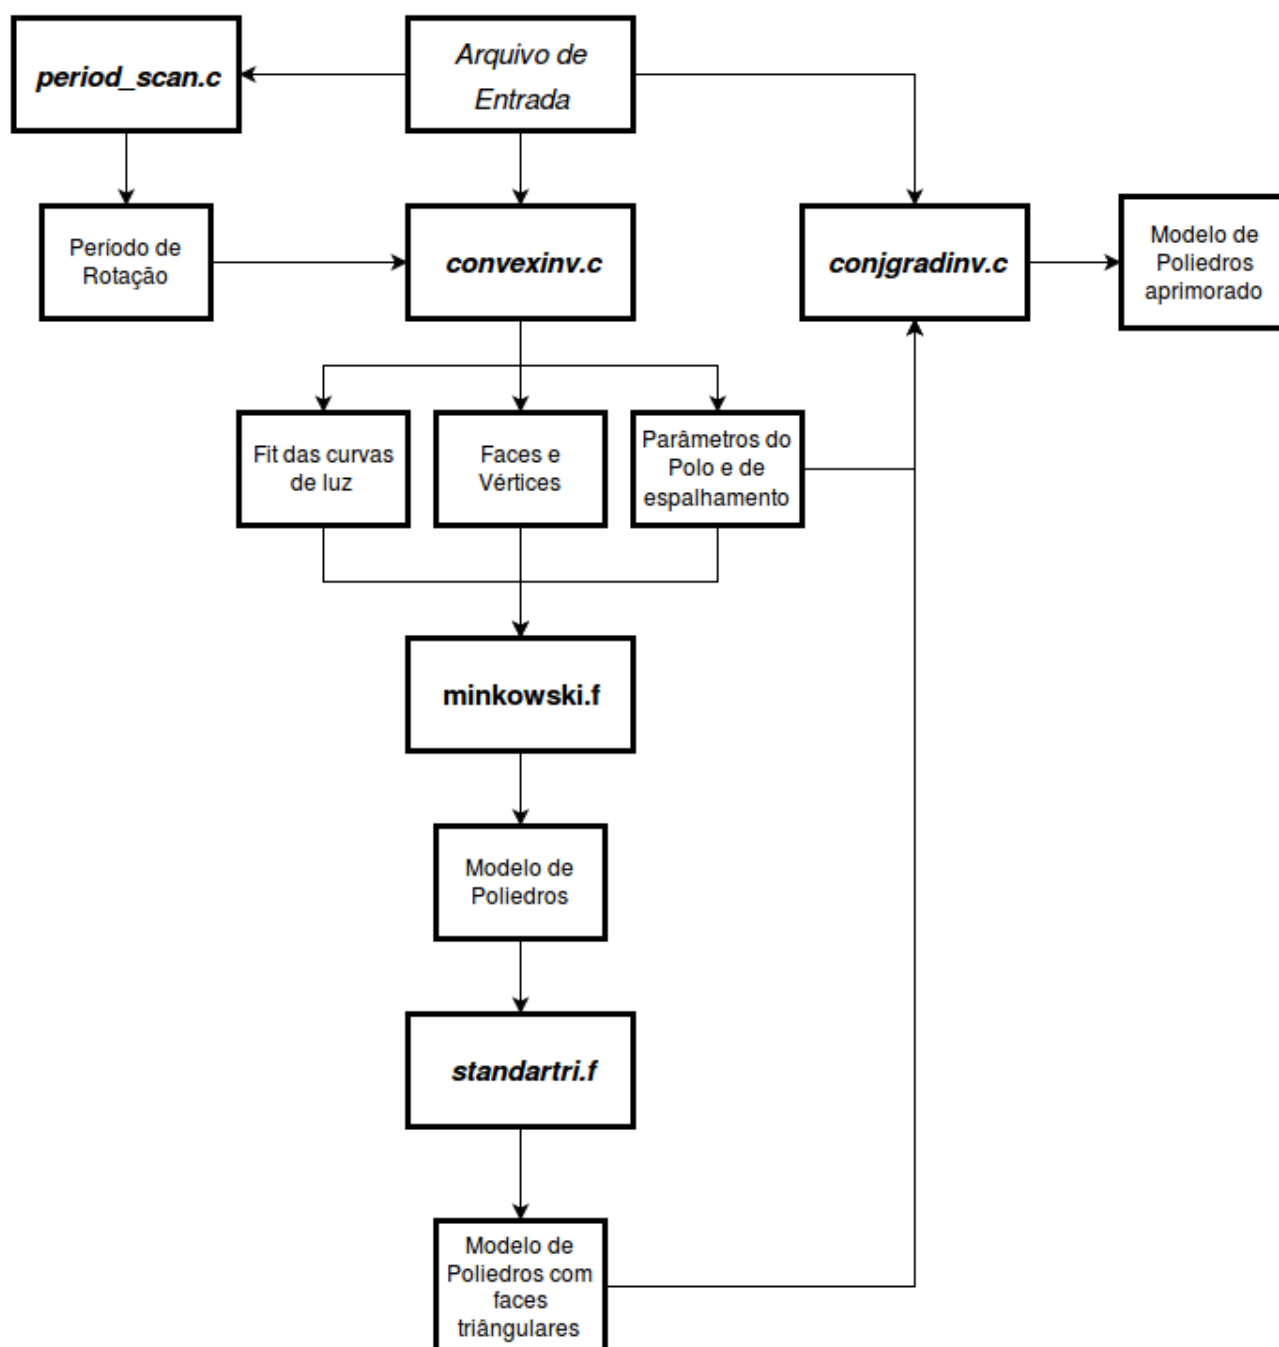 period_scan.c
Arquivo de
Entrada
Período de
Rotação
convexinv.c
conjgradinv.c
Modelo de
Poliedros
aprimorado
Fit das curvas
de luz
Faces e
Vértices
Parâmetros do
Polo e de
espalhamento
minkowski.f
Modelo de
Poliedros
standartri.f
Modelo de
Poliedros com
faces
triângulares